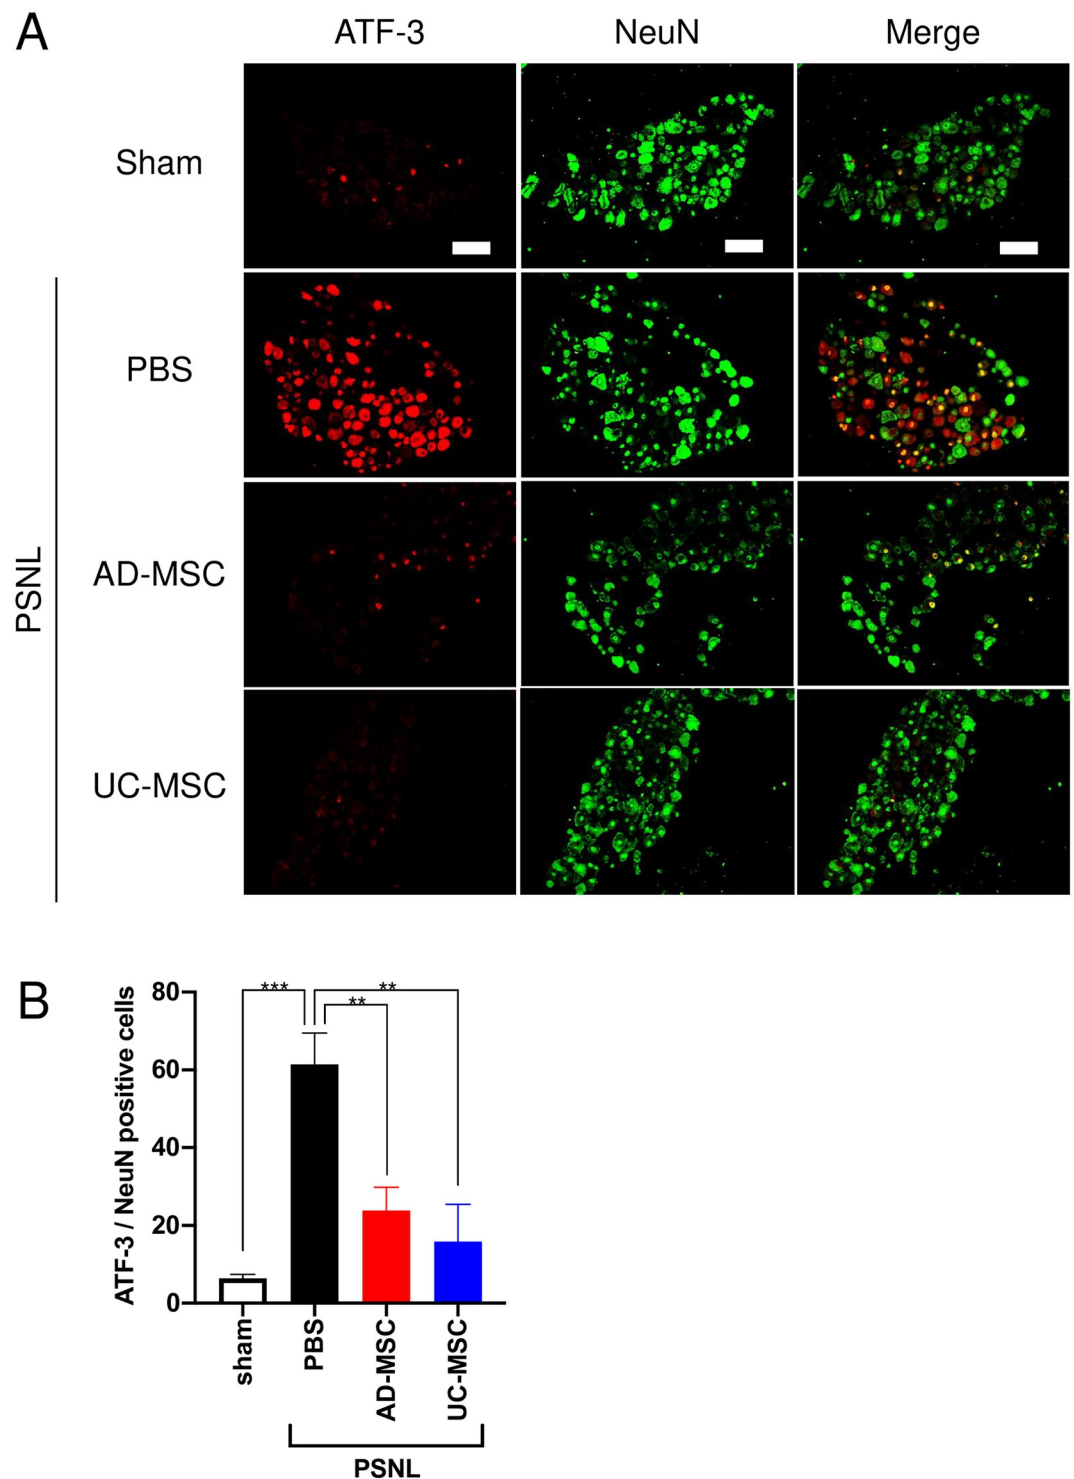 A
ATF-3 NeuN Merge
Sham
PBS
AD-MSC
UC-MSC
PSNL
B
*** **
**
80
60
40
20
0
ATF-3 / NeuN positive cells
sham PBS AD-MSC UC-MSC
PSNL